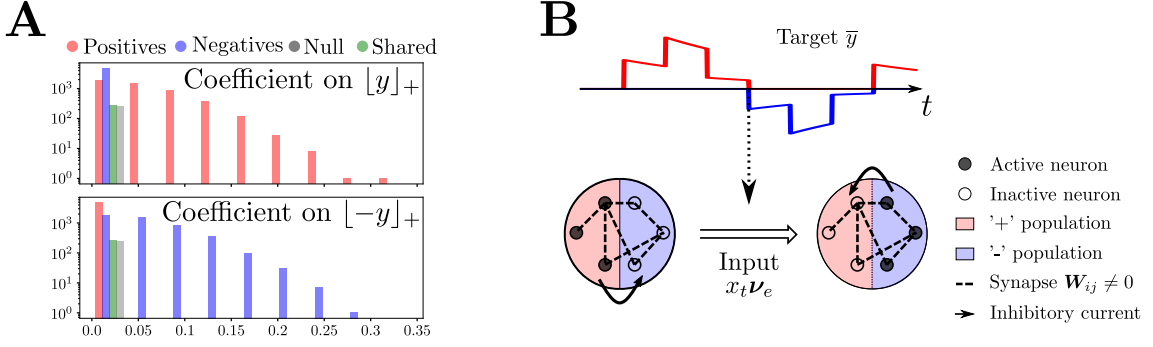 A
Positives Negatives Null Shared
Coefficient on ⌊y⌋₊
10³
10²
10¹
10⁰
Coefficient on ⌊−y⌋₊
10³
10²
10¹
10⁰
0.0 0.05 0.1 0.15 0.2 0.25 0.3 0.35
B
Target y̅
t
Input
xₜνₑ
Active neuron
Inactive neuron
'+' population
'-' population
Synapse Wᵢⱼ ≠ 0
Inhibitory current